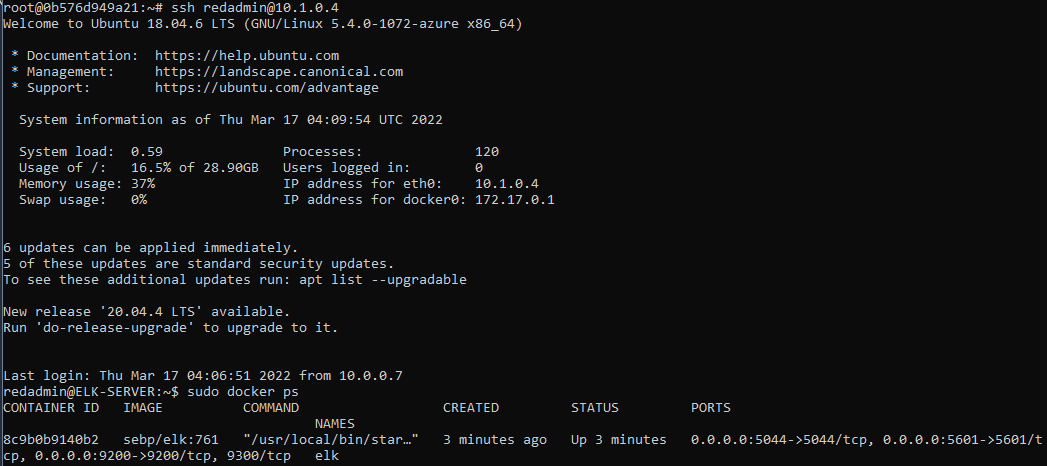 root@0b576d949a21:~# ssh redadmin@10.1.0.4
Welcome to Ubuntu 18.04.6 LTS (GNU/Linux 5.4.0-1072-azure x86_64)
 * Documentation:  https://help.ubuntu.com
 * Management:     https://landscape.canonical.com
 * Support:        https://ubuntu.com/advantage
  System information as of Thu Mar 17 04:09:54 UTC 2022
  System load:  0.59               Processes:              120
  Usage of /:   16.5% of 28.90GB   Users logged in:        0
  Memory usage: 37%                IP address for eth0:    10.1.0.4
  Swap usage:   0%                 IP address for docker0: 172.17.0.1
6 updates can be applied immediately.
5 of these updates are standard security updates.
To see these additional updates run: apt list --upgradable
New release '20.04.4 LTS' available.
Run 'do-release-upgrade' to upgrade to it.
Last login: Thu Mar 17 04:06:51 2022 from 10.0.0.7
redadmin@ELK-SERVER:~$ sudo docker ps
CONTAINER ID   IMAGE          COMMAND                  CREATED         STATUS         PORTS
                                       NAMES
8c9b0b9140b2   sebp/elk:761   "/usr/local/bin/star…"   3 minutes ago   Up 3 minutes   0.0.0.0:5044->5044/tcp, 0.0.0.0:5601->5601/t
cp, 0.0.0.0:9200->9200/tcp, 9300/tcp   elk